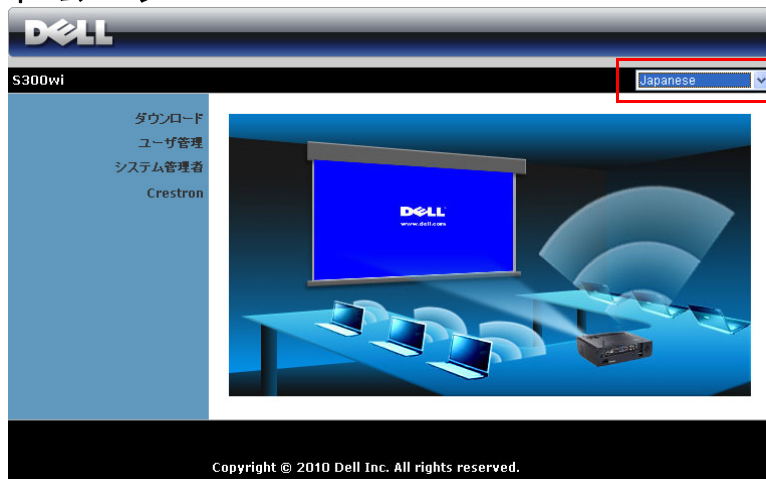 DELL
S300wi
Japanese
ダウンロード
ユーザ管理
システム管理者
Crestron
DELL
www.dell.com
Copyright © 2010 Dell Inc. All rights reserved.